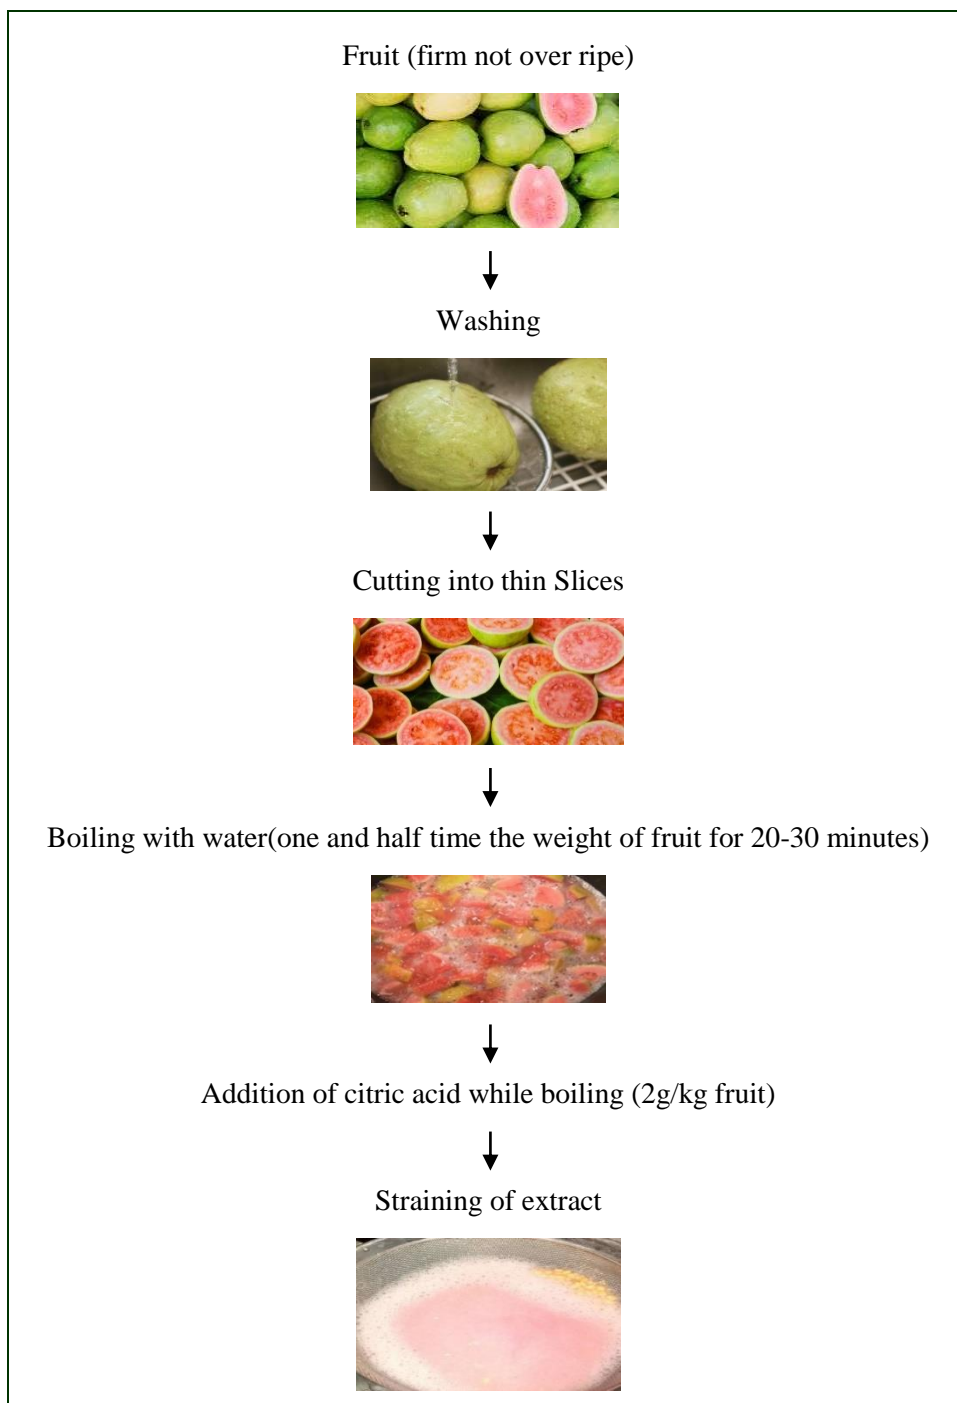 Fruit (firm not over ripe)
Washing
Cutting into thin Slices
Boiling with water(one and half time the weight of fruit for 20-30 minutes)
Addition of citric acid while boiling (2g/kg fruit)
Straining of extract